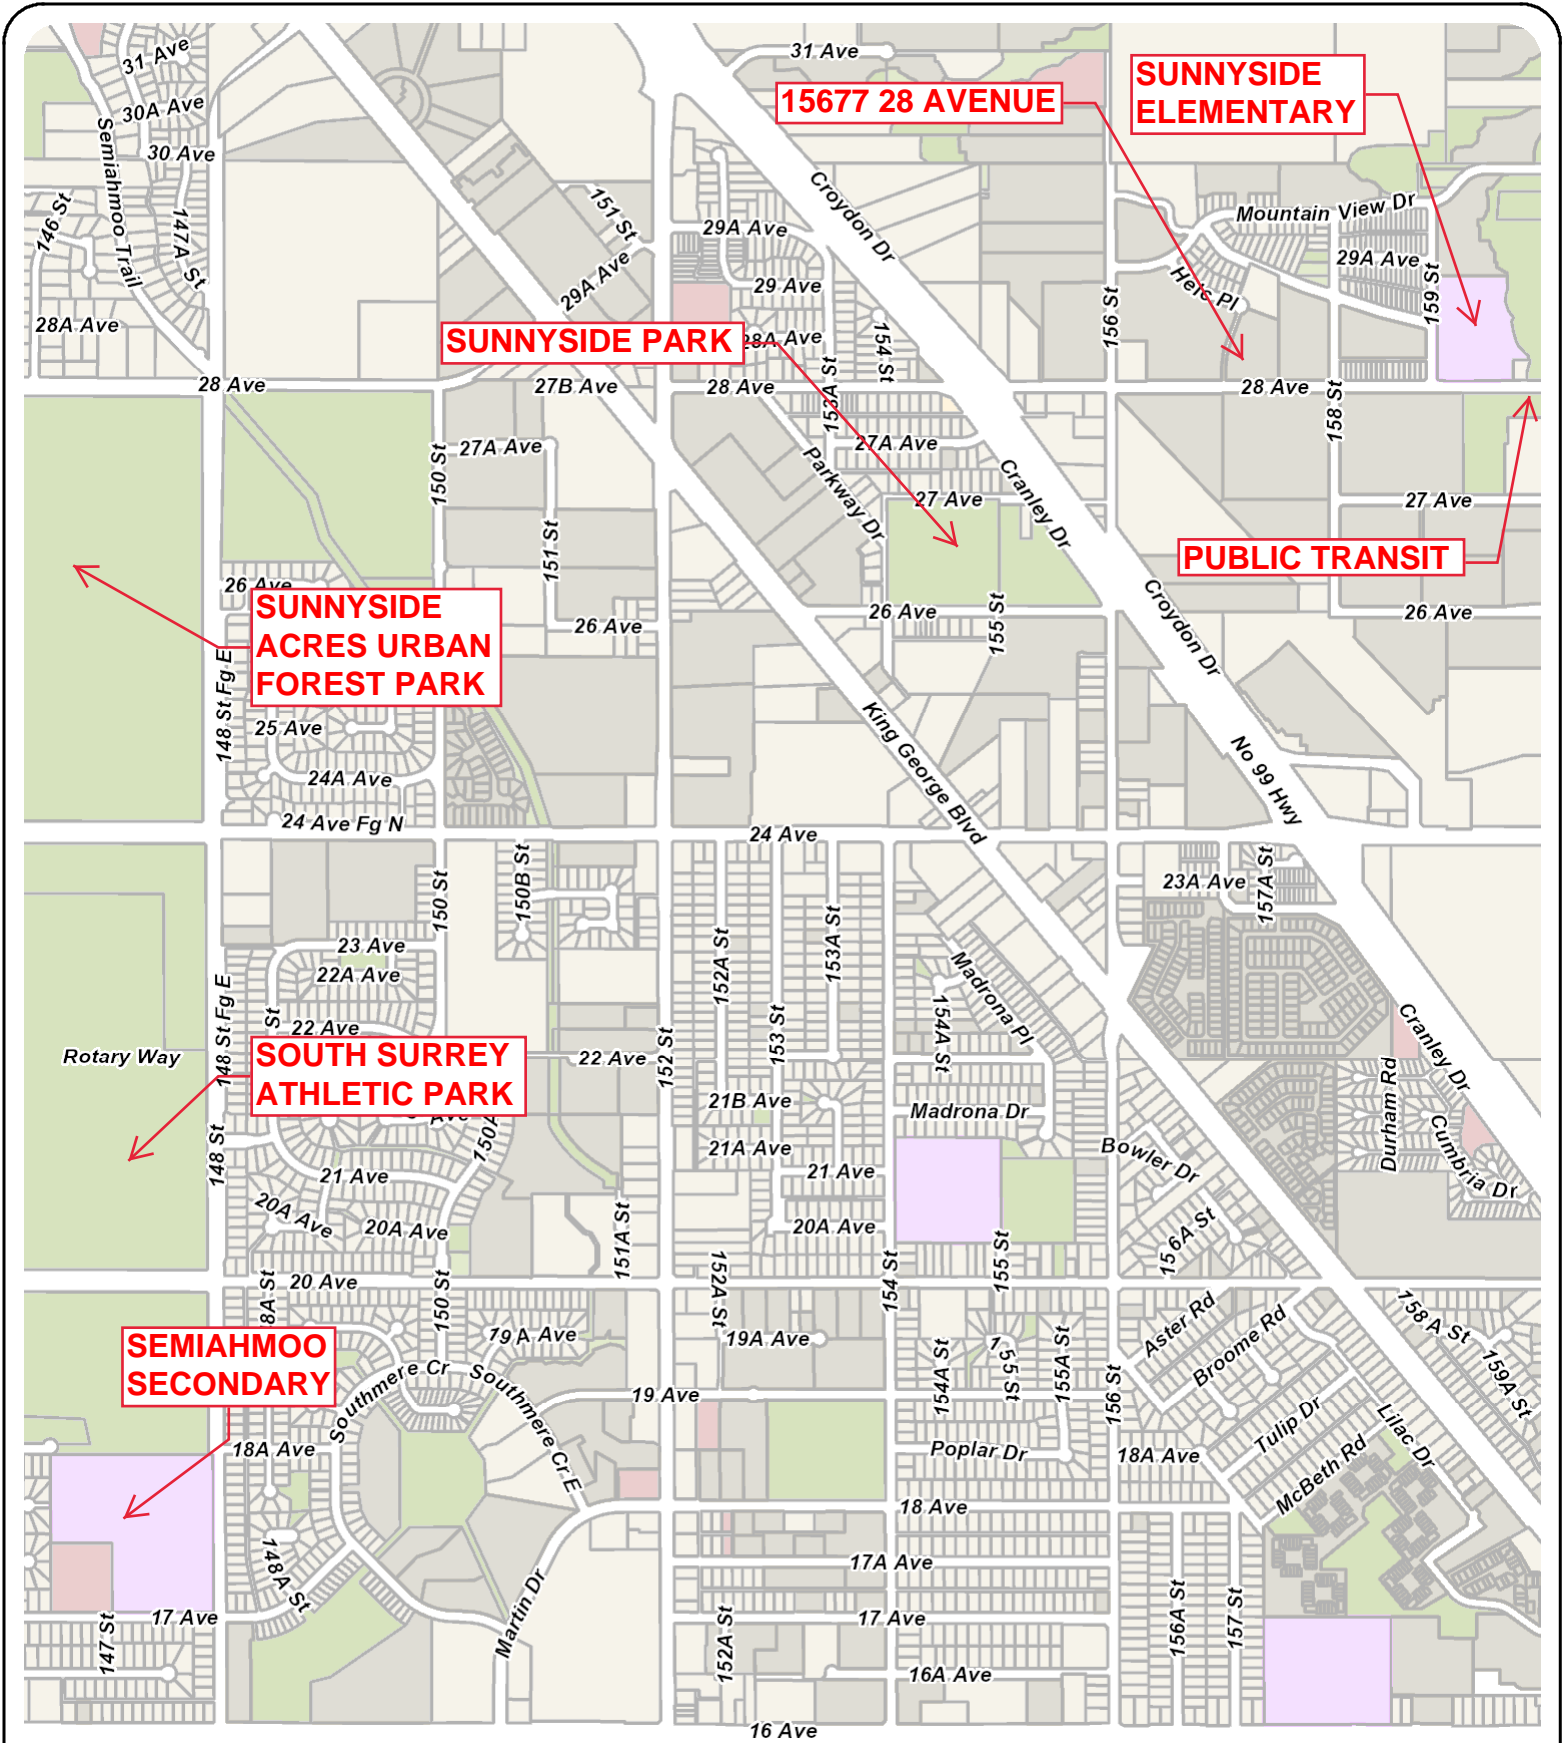 31 Ave
31 Ave
SUNNYSIDE
ELEMENTARY
15677 28 AVENUE
30A Ave
30 Ave
Semiahmoo Trail
146 St
147A St
151 St
29A Ave
Croydon Dr
Mountain View Dr
29A Ave
29A Ave
29 Ave
Hele Pl
156 St
159 St
28A Ave
SUNNYSIDE PARK
28A Ave
154 St
153A St
28 Ave
27B Ave
28 Ave
28 Ave
158 St
27A Ave
27A Ave
150 St
Parkway Dr
Cranley Dr
27 Ave
27 Ave
151 St
PUBLIC TRANSIT
26 Ave
SUNNYSIDE
ACRES URBAN
FOREST PARK
26 Ave
26 Ave
155 St
26 Ave
Croydon Dr
148 St Fg E
25 Ave
King George Blvd
No 99 Hwy
24A Ave
24 Ave Fg N
24 Ave
150 St
150B St
23A Ave
157A St
23 Ave
22A Ave
152A St
153A St
Madrona Pl
148 St Fg E
St
22 Ave
154A St
Cranley Dr
Rotary Way
SOUTH SURREY
ATHLETIC PARK
22 Ave
152 St
153 St
Durham Rd
21B Ave
Madrona Dr
Ave
150A
148 St
21A Ave
Bowler Dr
Cumbria Dr
21 Ave
21 Ave
20A Ave
20A Ave
20A Ave
151A St
156A St
155 St
154 St
20 Ave
8A St
150 St
152A St
158A St
SEMIAHMOO
SECONDARY
19A Ave
19A Ave
154A St
155 St
155A St
Aster Rd
Broome Rd
159A St
Southmere Cr
Southmere Cr E
19 Ave
156 St
Tulip Dr
Lilac Dr
18A Ave
Poplar Dr
18A Ave
McBeth Rd
18 Ave
148A St
17A Ave
Martin Dr
17 Ave
17 Ave
147 St
152A St
156A St
157 St
16A Ave
16 Ave